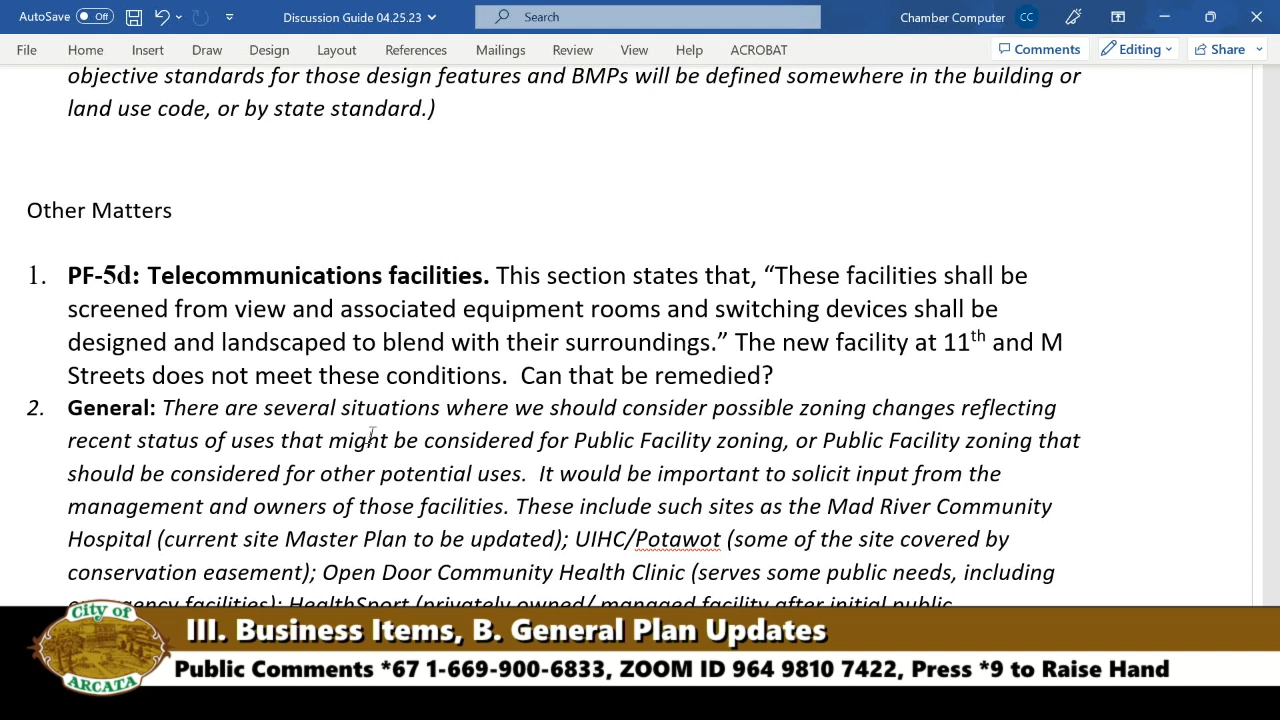 AutoSave Off Discussion Guide 04.25.23 Search Chamber Computer CC
File Home Insert Draw Design Layout References Mailings Review View Help ACROBAT Comments Editing Share
objective standards for those design features and BMPs will be defined somewhere in the building or
land use code, or by state standard.)
Other Matters
1. PF-5d: Telecommunications facilities. This section states that, “These facilities shall be
screened from view and associated equipment rooms and switching devices shall be
designed and landscaped to blend with their surroundings.” The new facility at 11th and M
Streets does not meet these conditions. Can that be remedied?
2. General: There are several situations where we should consider possible zoning changes reflecting
recent status of uses that might be considered for Public Facility zoning, or Public Facility zoning that
should be considered for other potential uses. It would be important to solicit input from the
management and owners of those facilities. These include such sites as the Mad River Community
Hospital (current site Master Plan to be updated); UIHC/Potawot (some of the site covered by
conservation easement); Open Door Community Health Clinic (serves some public needs, including
facilities); HealthSport (privately owned/ managed facility after initial public
City of
ARCATA
III. Business Items, B. General Plan Updates
Public Comments *67 1-669-900-6833, ZOOM ID 964 9810 7422, Press *9 to Raise Hand